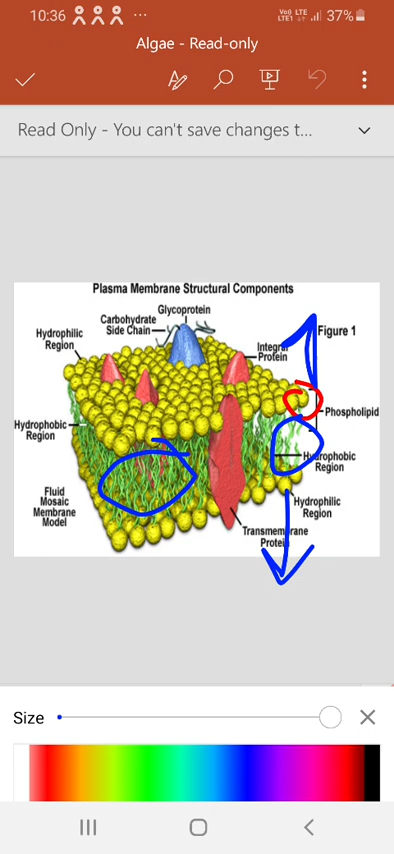 10:36
Vo)) LTE
LTE1
37%
Algae - Read-only
Read Only - You can't save changes t...
Plasma Membrane Structural Components
Glycoprotein
Carbohydrate
Side Chain
Hydrophilic
Region
Figure 1
Integral
Protein
Phospholipid
Hydrophobic
Region
Hydrophobic
Region
Fluid
Mosaic
Membrane
Model
Hydrophilic
Region
Transmembrane
Protein
Size